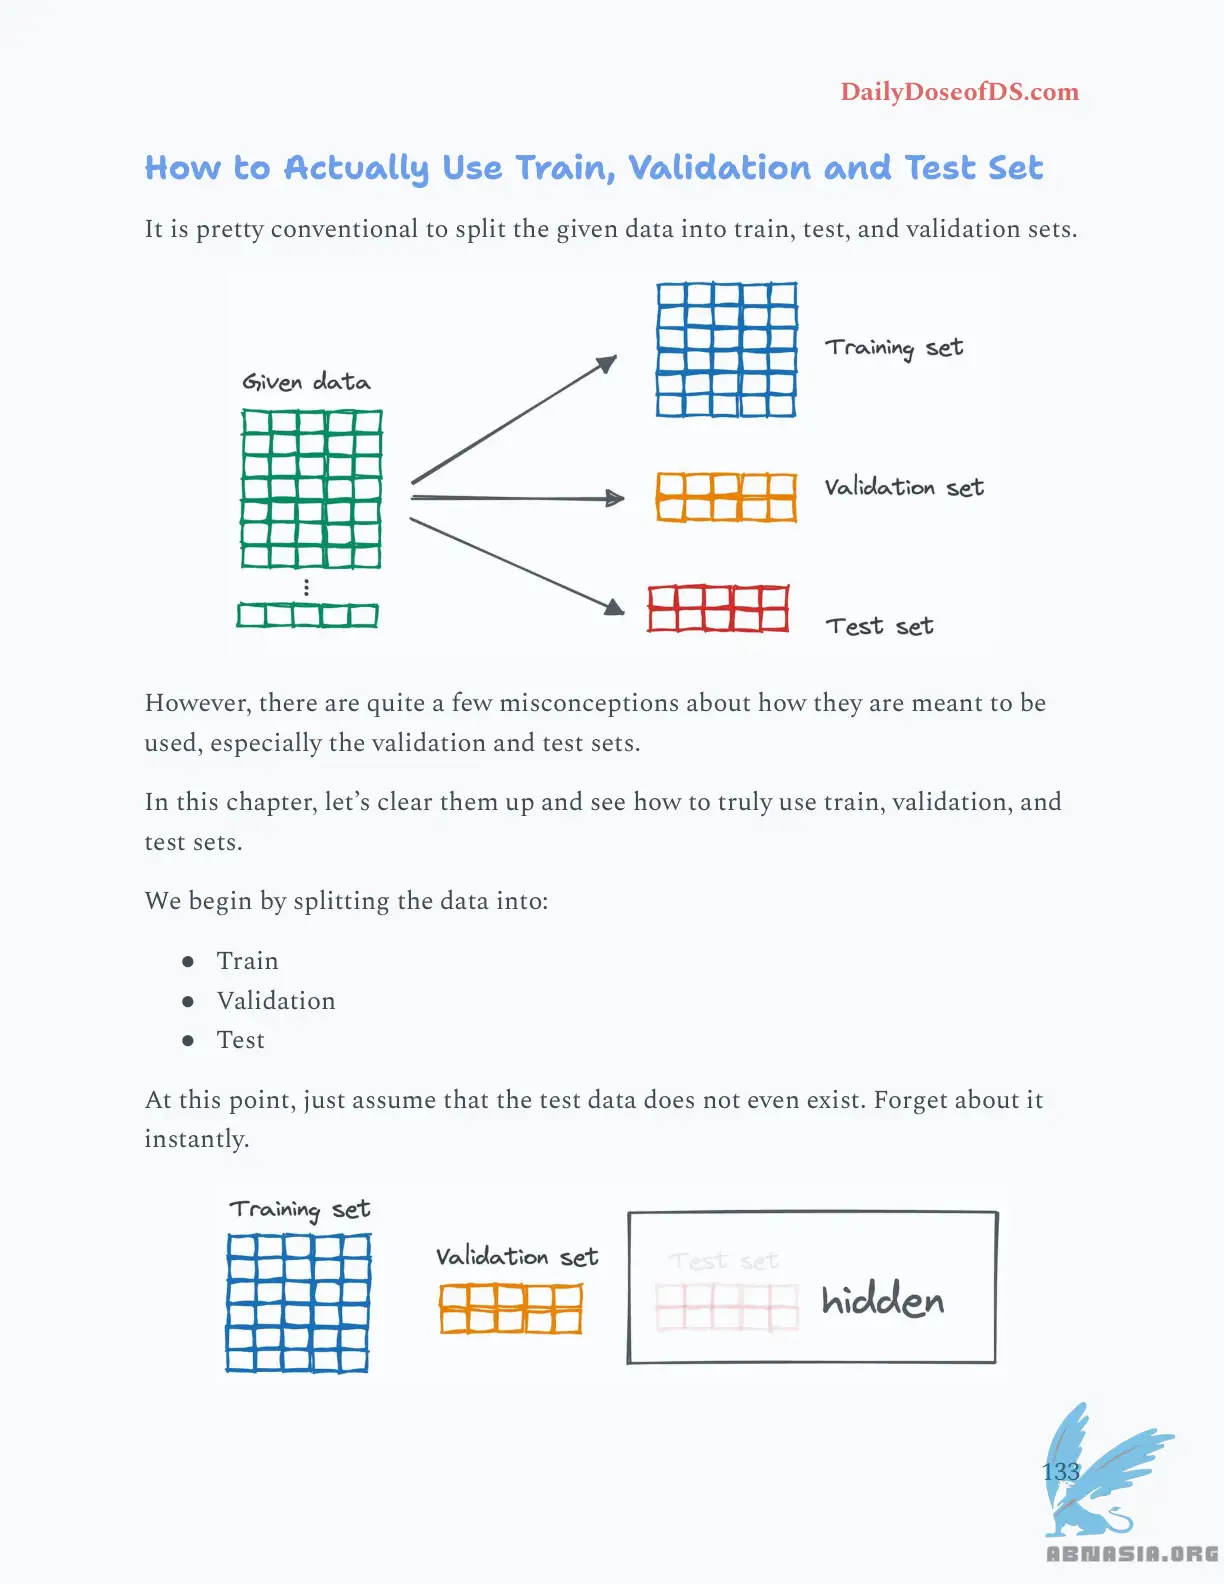 DailyDoseofDS.com
How to Actually Use Train, Validation and Test Set
It is pretty conventional to split the given data into train, test, and validation sets.
Training set
Given data
Validation set
Test set
However, there are quite a few misconceptions about how they are meant to be
used, especially the validation and test sets.
In this chapter, let’s clear them up and see how to truly use train, validation, and
test sets.
We begin by splitting the data into:
● Train
● Validation
● Test
At this point, just assume that the test data does not even exist. Forget about it
instantly.
Training set
Validation set
Test set
hidden
133
ABNASIA.ORG